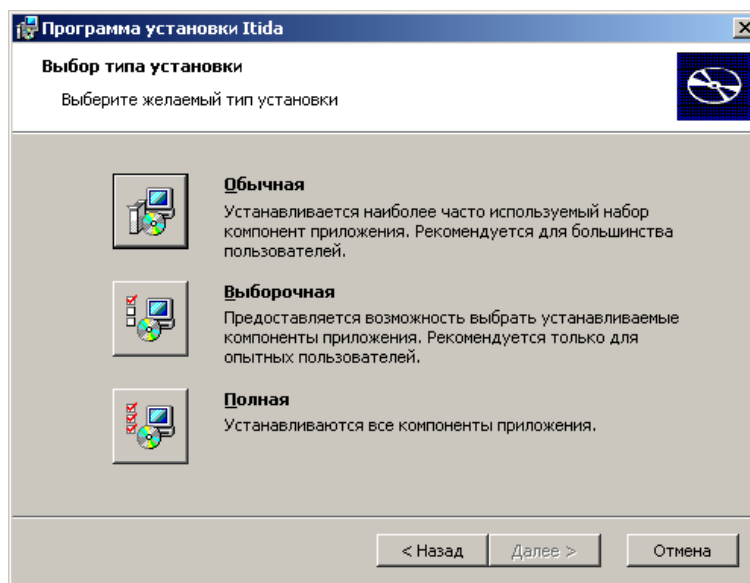 Программа установки Itida
Выбор типа установки
Выберите желаемый тип установки
Обычная
Устанавливается наиболее часто используемый набор
компонент приложения. Рекомендуется для большинства
пользователей.
Выборочная
Предоставляется возможность выбрать устанавливаемые
компоненты приложения. Рекомендуется только для
опытных пользователей.
Полная
Устанавливаются все компоненты приложения.
< Назад
Далее >
Отмена